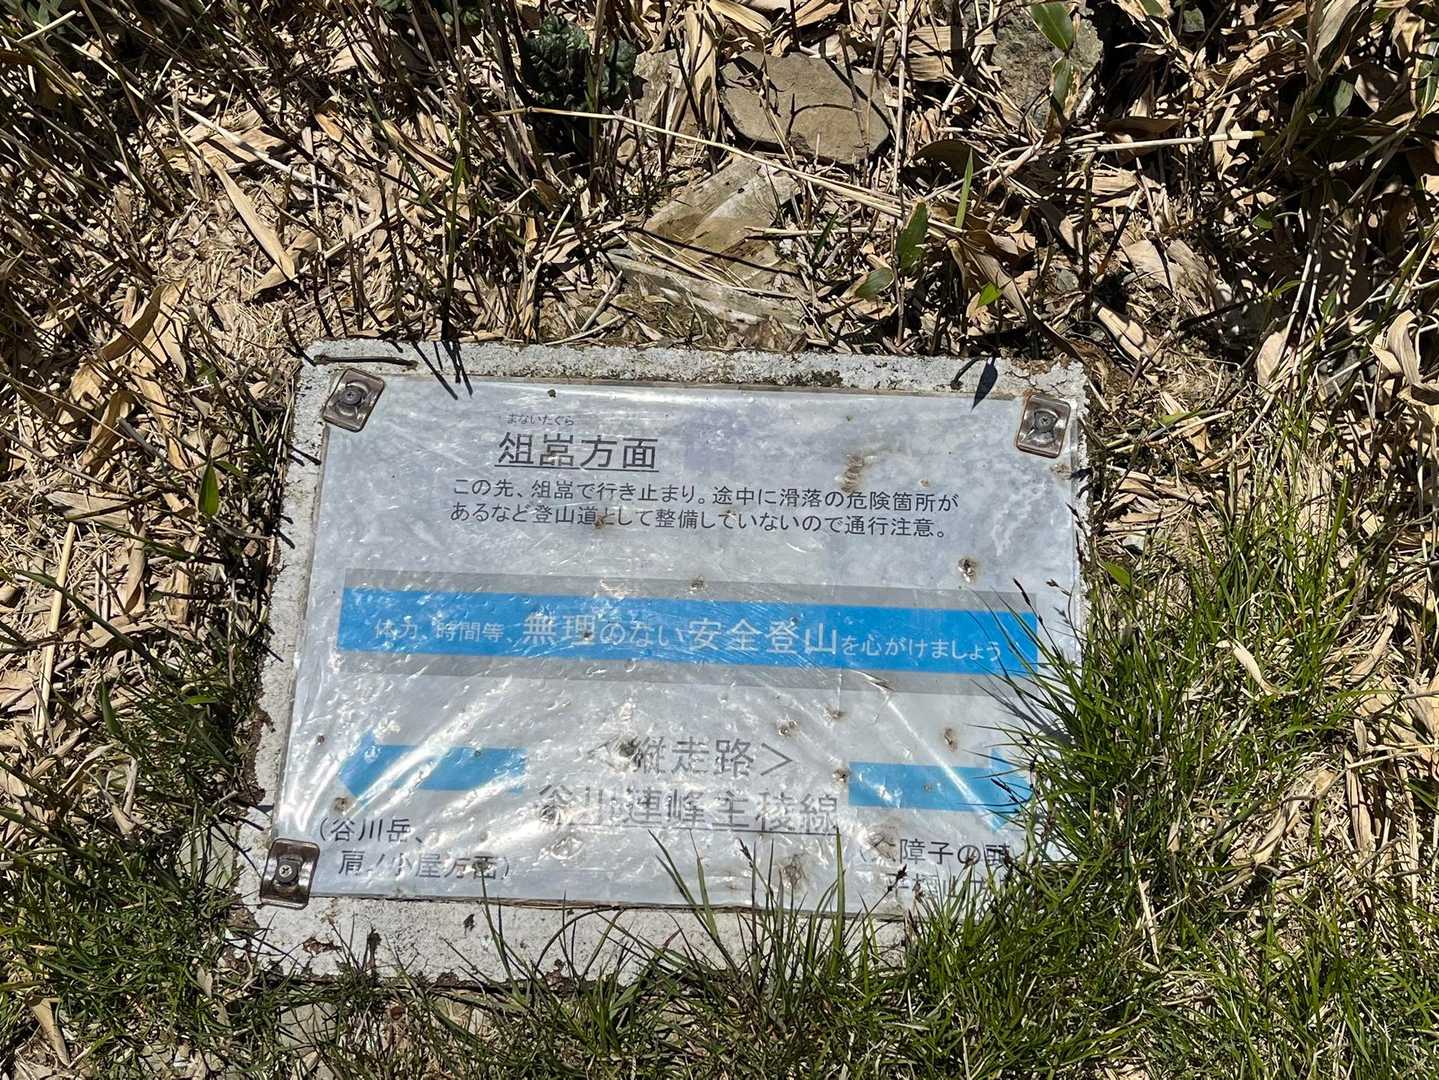 まないたぐら
俎嵓方面
この先、俎嵓で行き止まり。途中に滑落の危険箇所が
あるなど登山道として整備していないので通行注意。
体力、時間等、無理のない安全登山を心がけましょう
＜縦走路＞
谷川連峰主稜線
(谷川岳、
肩ノ小屋方面)
(大障子の頭